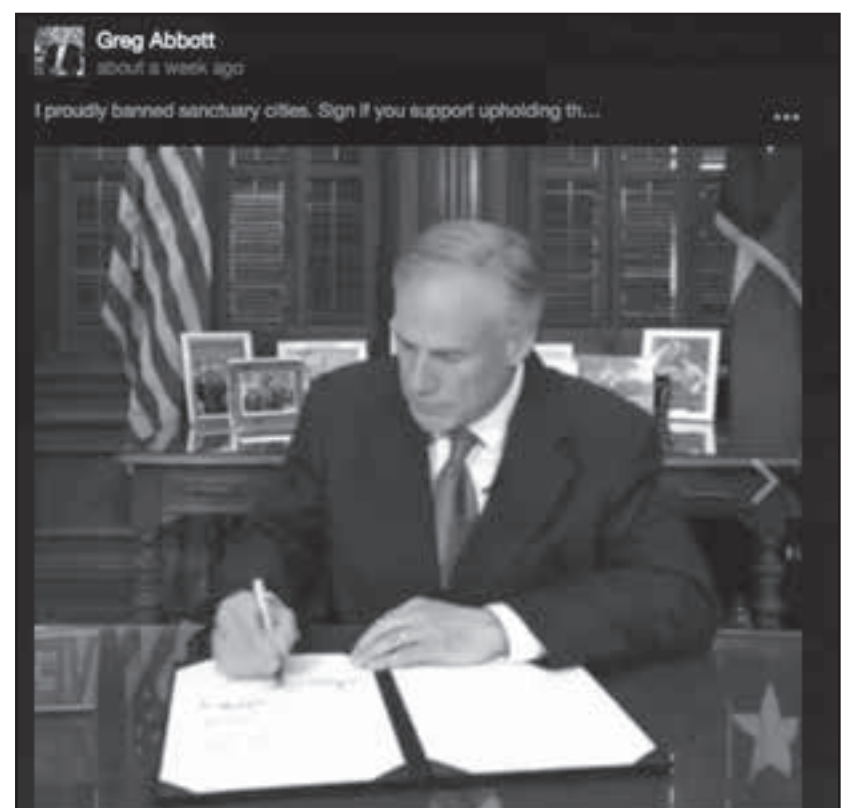 Greg Abbott
about a week ago
I proudly banned sanctuary cities. Sign if you support upholding th...